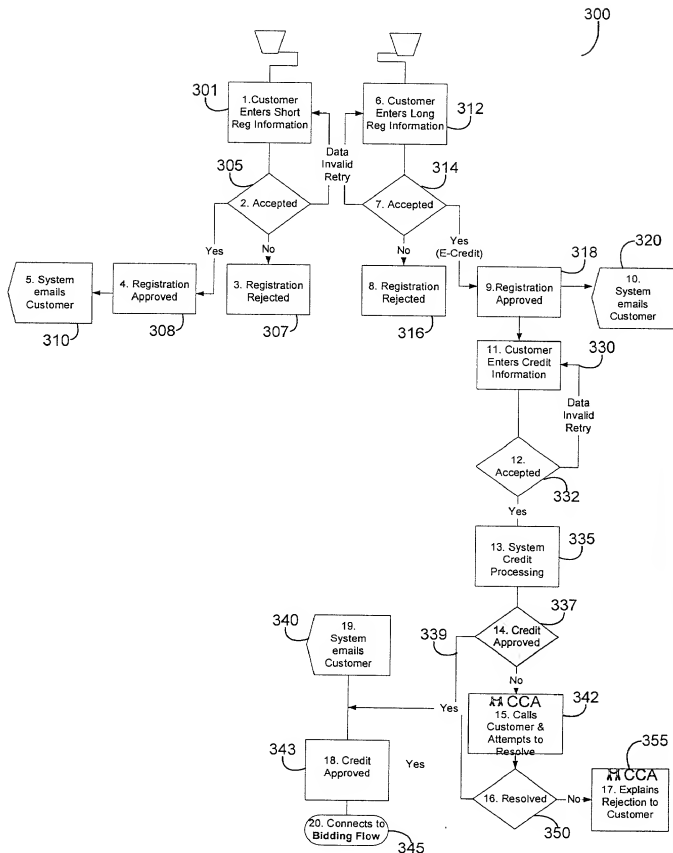 300
301
1.Customer
Enters Short
Reg Information
6. Customer
Enters Long
Reg Information
312
Data
Invalid
Retry
305
2. Accepted
314
7. Accepted
Yes
No
No
Yes
(E-Credit)
5. System
emails
Customer
310
4. Registration
Approved
308
3. Registration
Rejected
307
8. Registration
Rejected
316
9.Registration
Approved
318
320
10.
System
emails
Customer
11. Customer
Enters Credit
Information
330
Data
Invalid
Retry
12.
Accepted
332
Yes
13. System
Credit
Processing
335
337
14. Credit
Approved
339
340
19.
System
emails
Customer
No
Yes
CCA
15. Calls
Customer &
Attempts to
Resolve
342
343
18. Credit
Approved
Yes
16. Resolved
350
No
355
CCA
17. Explains
Rejection to
Customer
20. Connects to
Bidding Flow
345